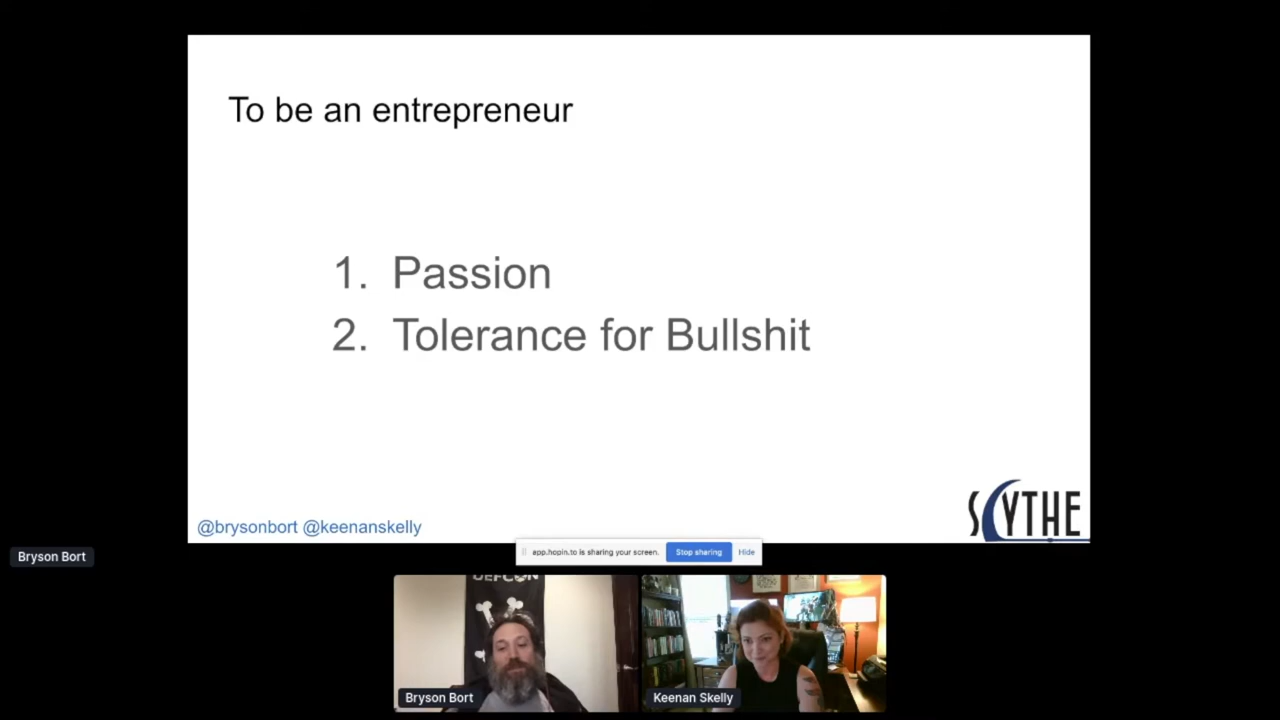 To be an entrepreneur
1. Passion
2. Tolerance for Bullshit
@brysonbort @keenanskelly
SCYTHE
Bryson Bort
app.hopin.to is sharing your screen.
Stop sharing
Hide
DEFCON
Bryson Bort
Keenan Skelly